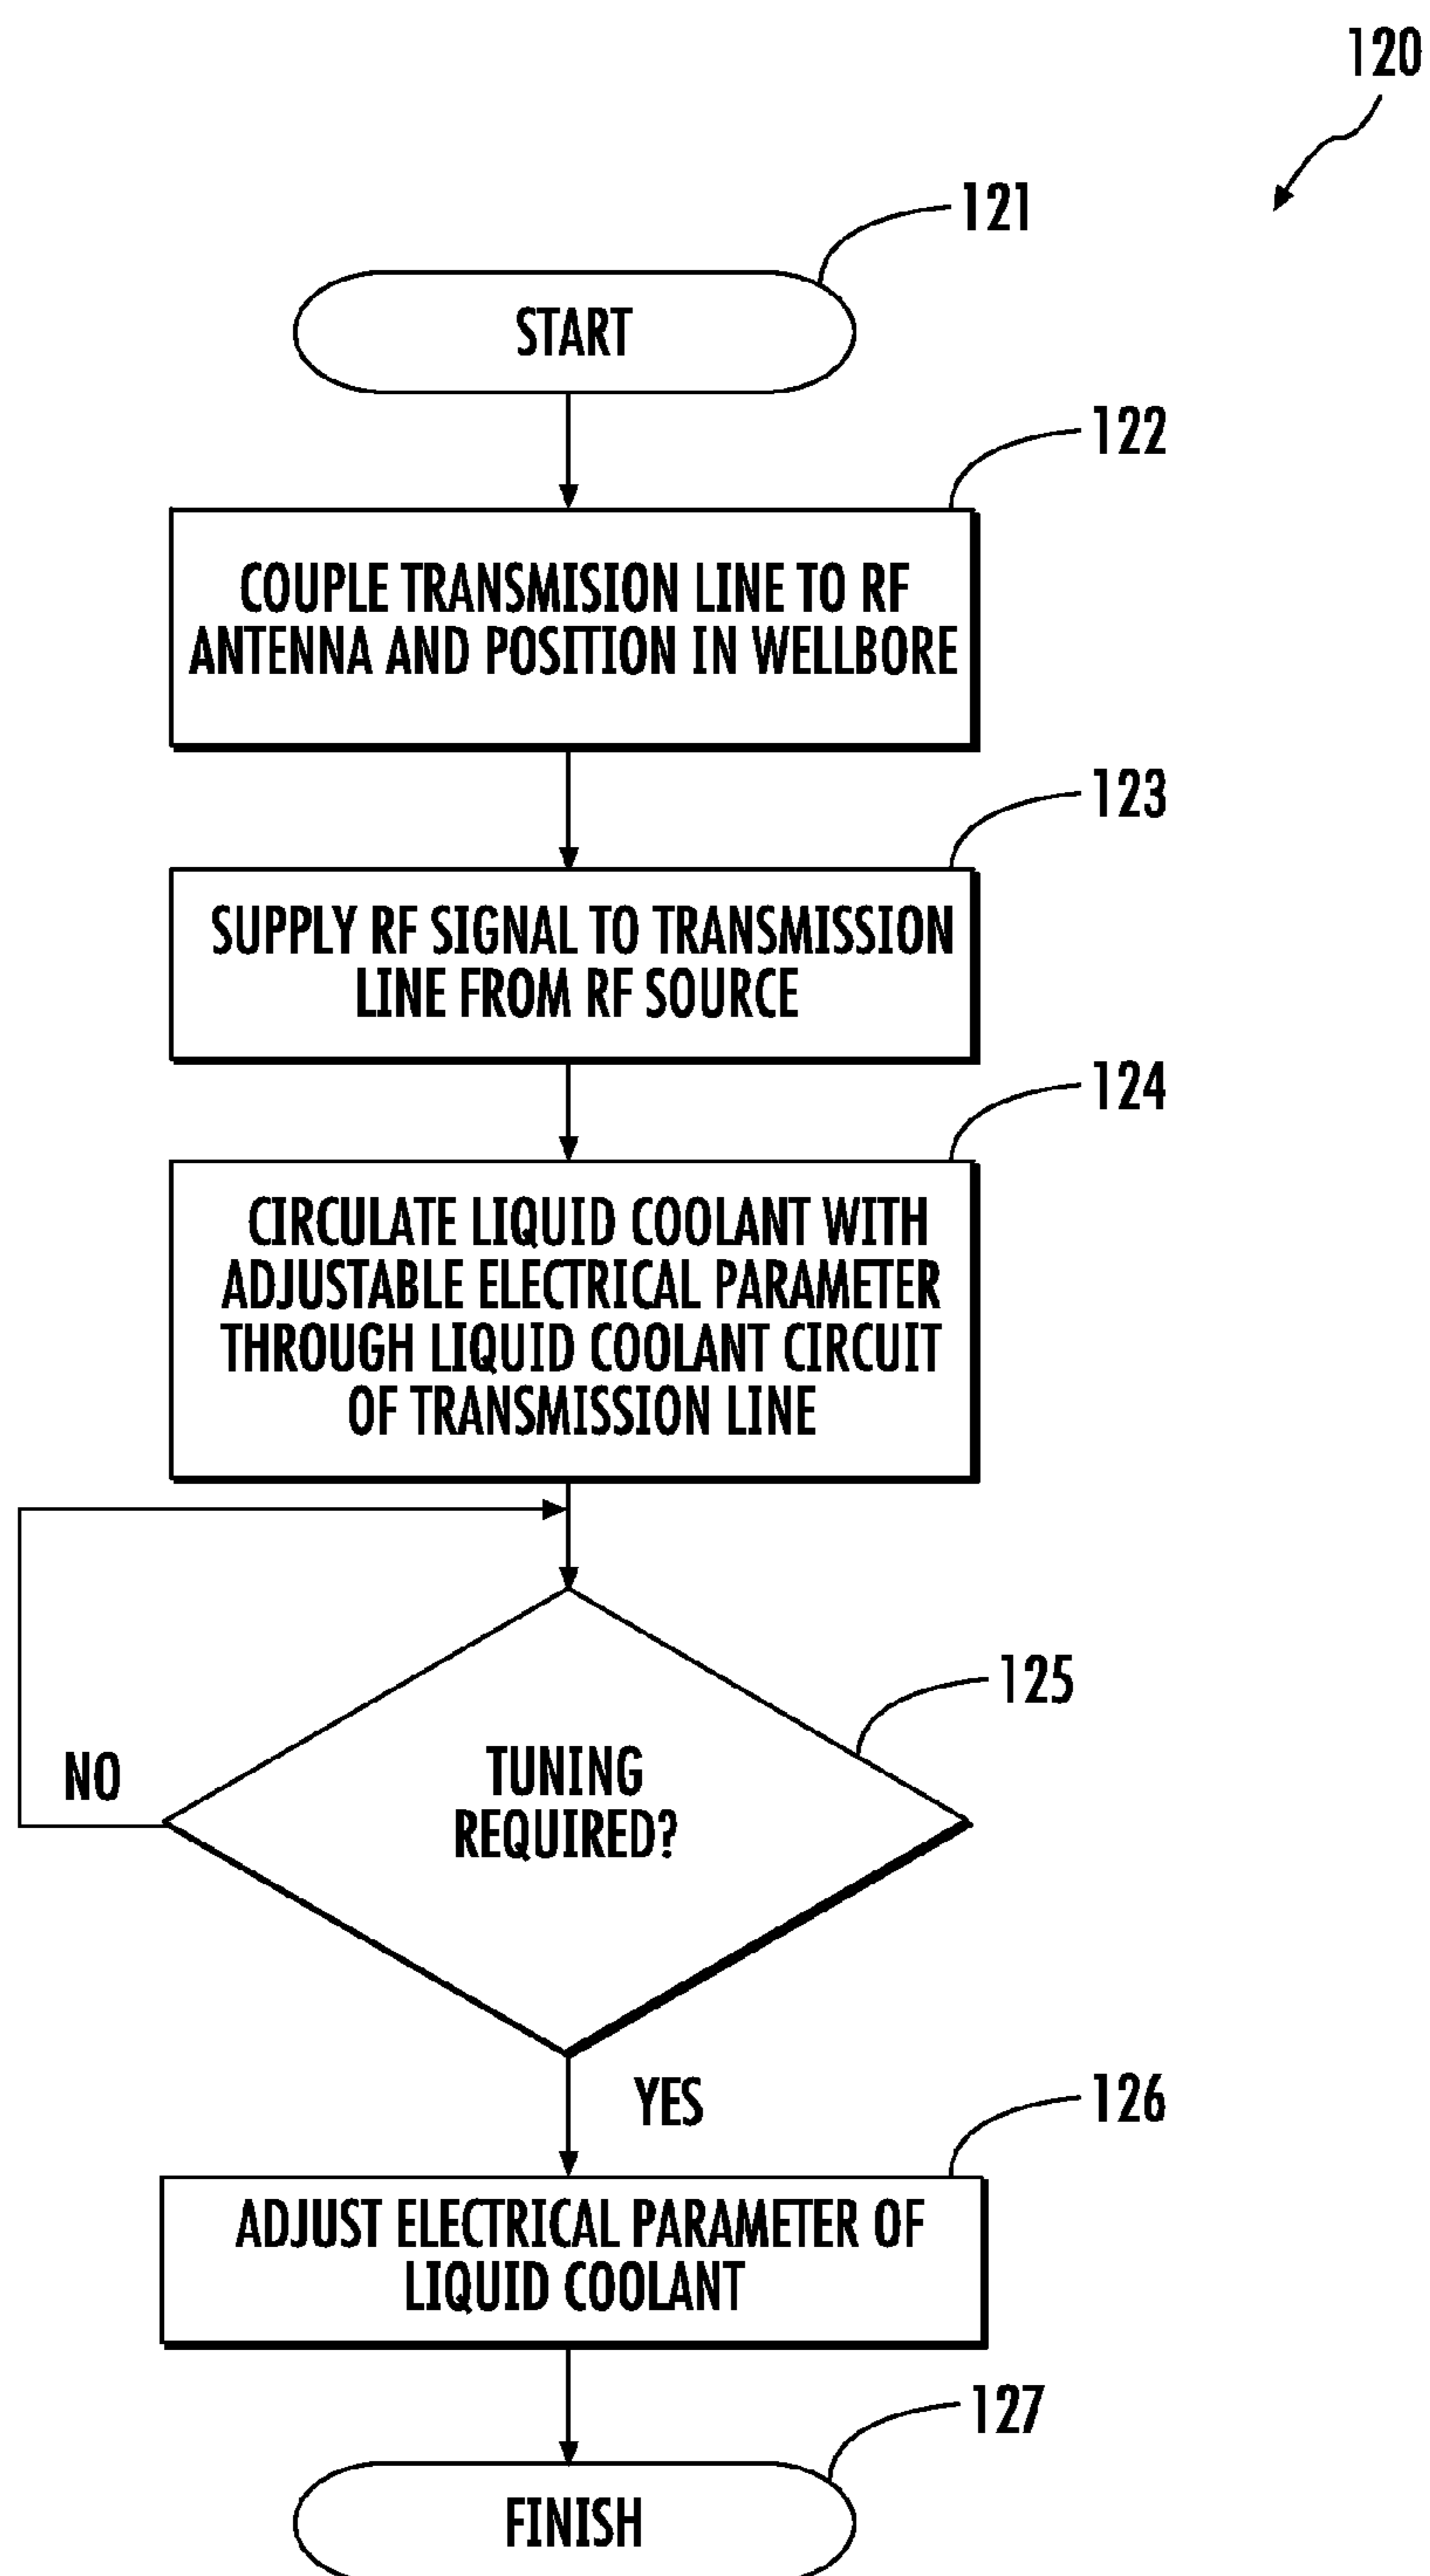 120
121
START
122
COUPLE TRANSMISION LINE TO RF
ANTENNA AND POSITION IN WELLBORE
123
SUPPLY RF SIGNAL TO TRANSMISSION
LINE FROM RF SOURCE
124
CIRCULATE LIQUID COOLANT WITH
ADJUSTABLE ELECTRICAL PARAMETER
THROUGH LIQUID COOLANT CIRCUIT
OF TRANSMISSION LINE
125
TUNING
REQUIRED?
NO
YES
126
ADJUST ELECTRICAL PARAMETER OF
LIQUID COOLANT
127
FINISH